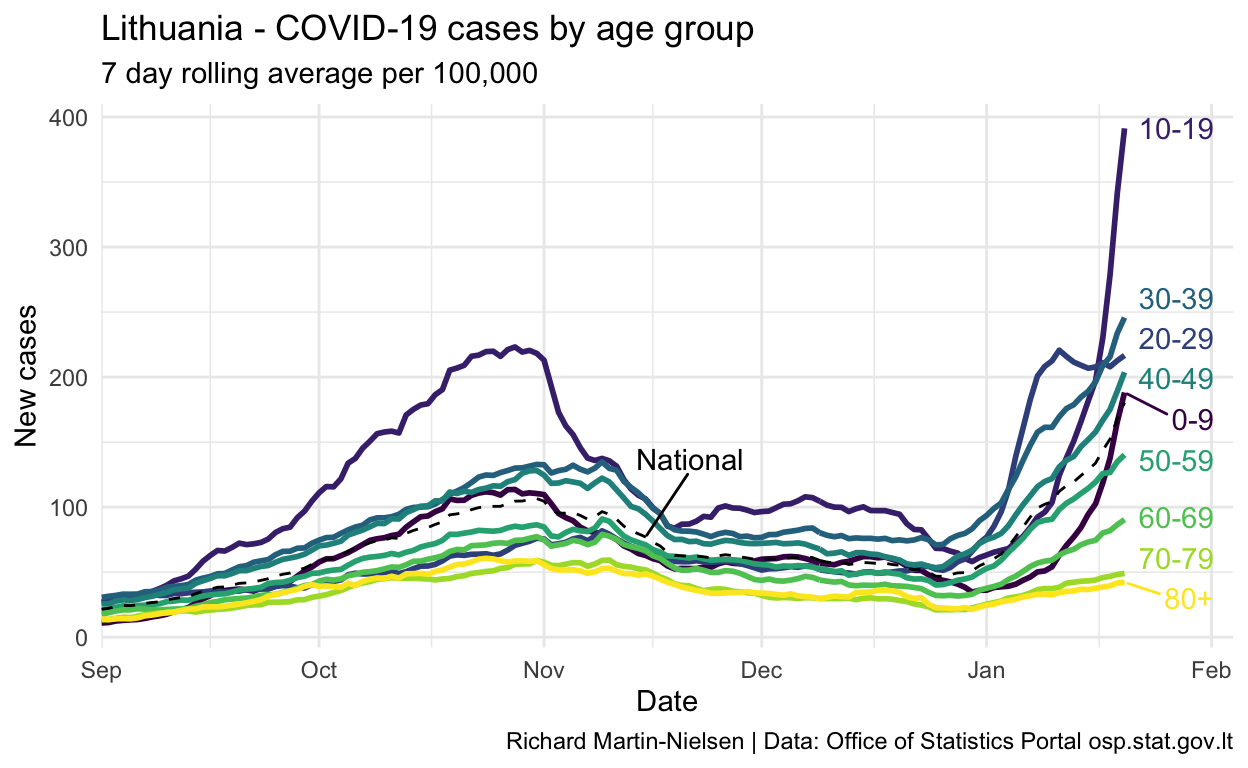 Lithuania - COVID-19 cases by age group
7 day rolling average per 100,000
400
300
200
100
0
New cases
10-19
30-39
20-29
40-49
0-9
50-59
60-69
70-79
80+
National
Sep
Oct
Nov
Dec
Jan
Feb
Date
Richard Martin-Nielsen | Data: Office of Statistics Portal osp.stat.gov.lt